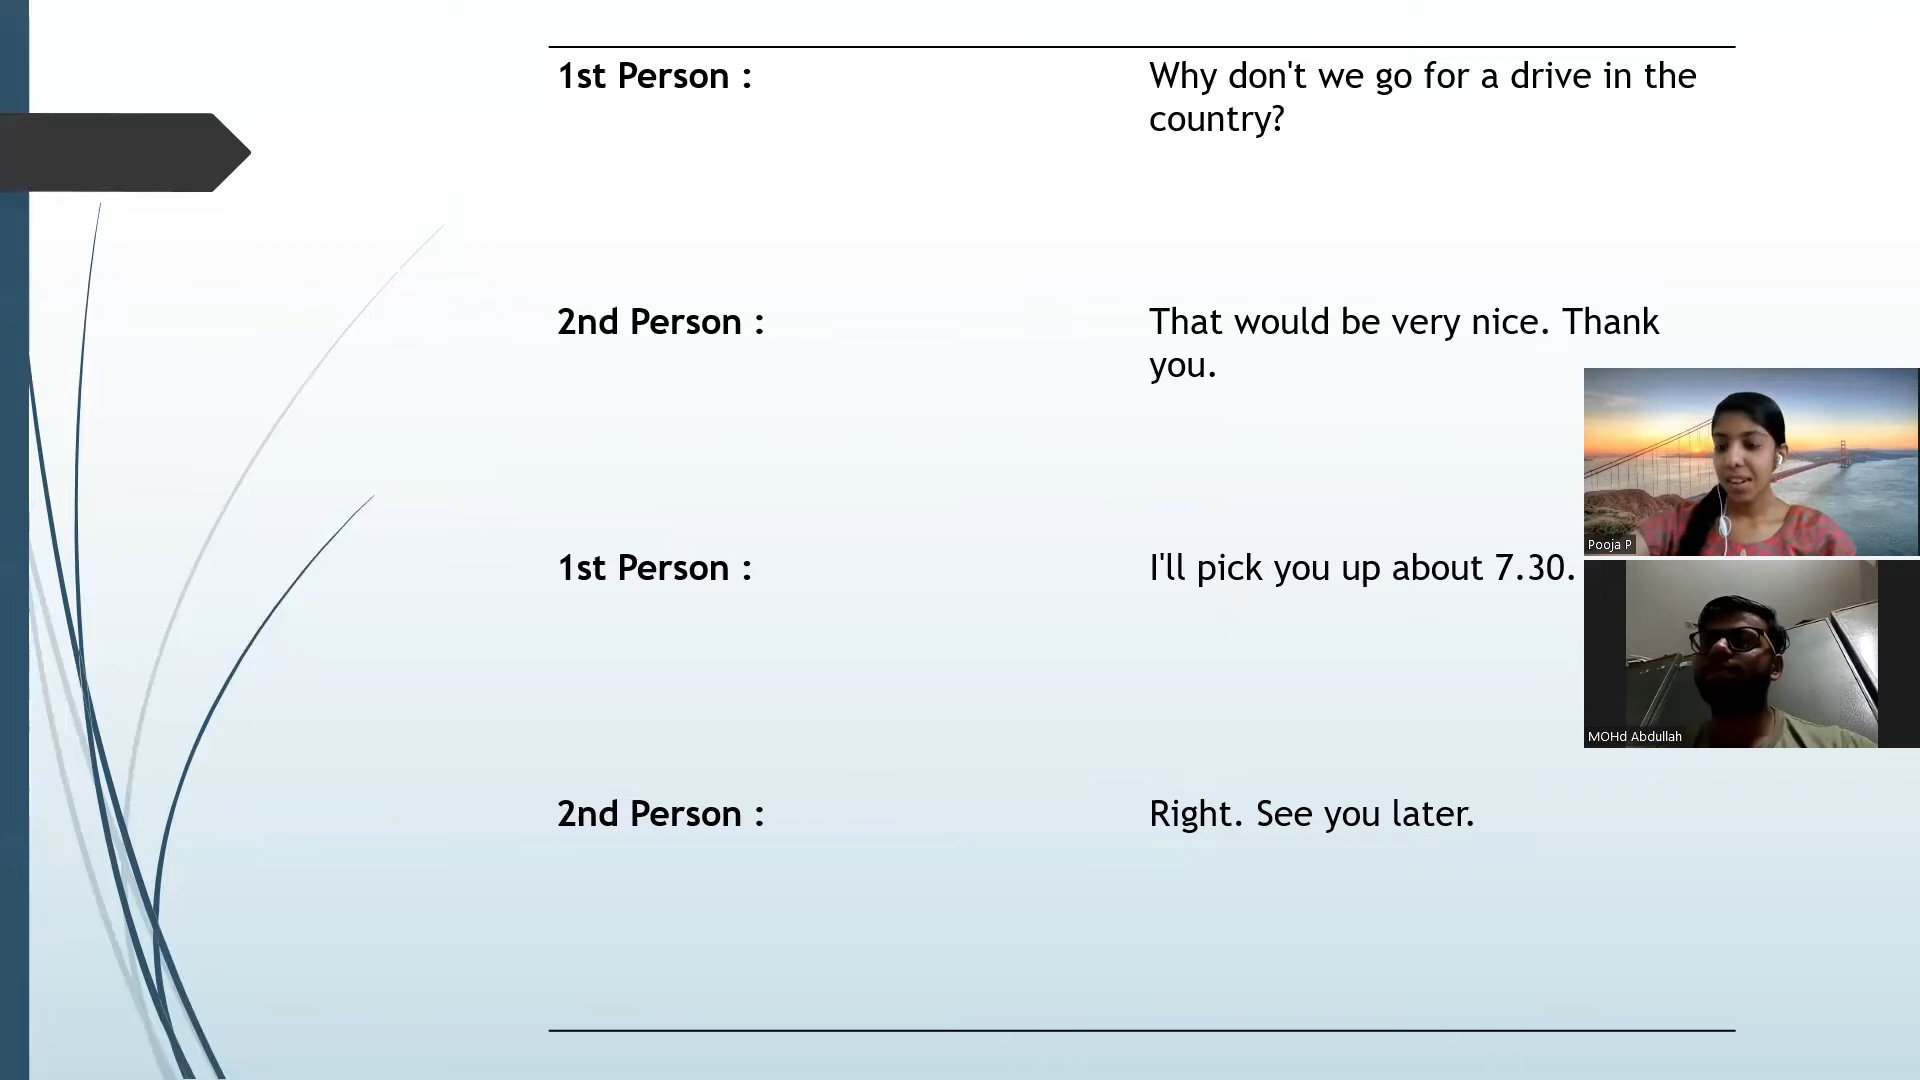 1st Person :
Why don't we go for a drive in the
country?
2nd Person :
That would be very nice. Thank
you.
1st Person :
I'll pick you up about 7.30.
2nd Person :
Right. See you later.
Pooja P
MOHd Abdullah